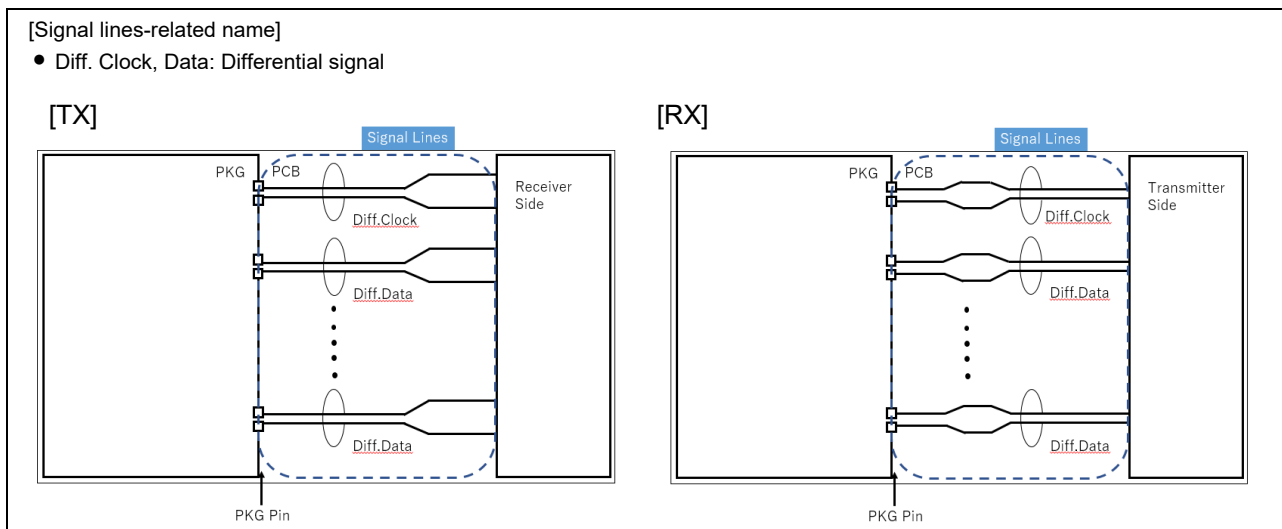 [Signal lines-related name]
● Diff. Clock, Data: Differential signal
[TX]
Signal Lines
PKG
PCB
Receiver
Side
Diff.Clock
Diff.Data
Diff.Data
PKG Pin
[RX]
Signal Lines
PKG
PCB
Transmitter
Side
Diff.Clock
Diff.Data
Diff.Data
PKG Pin